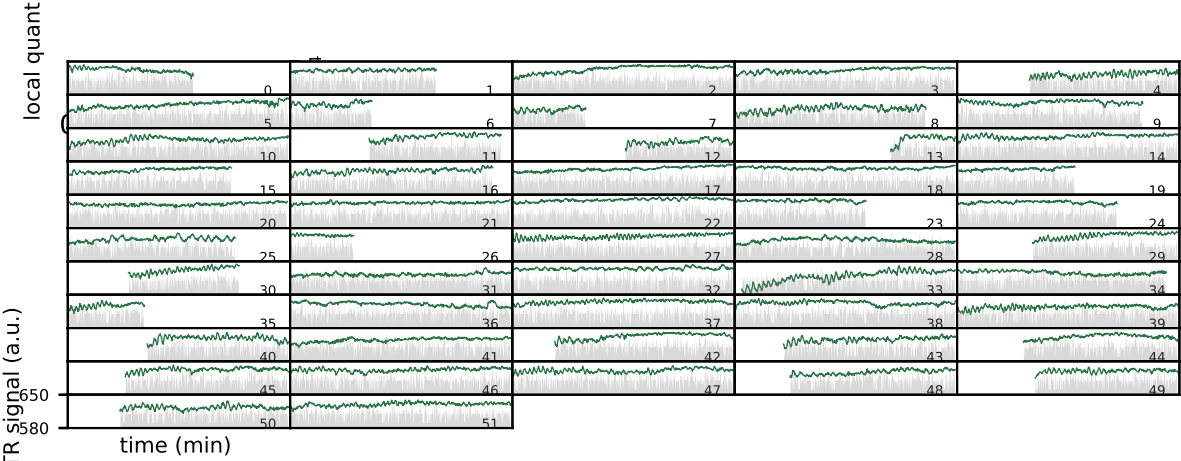 local quant
4
0 1 2 3 4
5 6 7 8 9
10 11 12 13 14
15 16 17 18 19
20 21 22 23 24
25 26 27 28 29
30 31 32 33 34
35 36 37 38 39
40 41 42 43 44
45 46 47 48 49
650
50 51
580
TR signal (a.u.)
time (min)